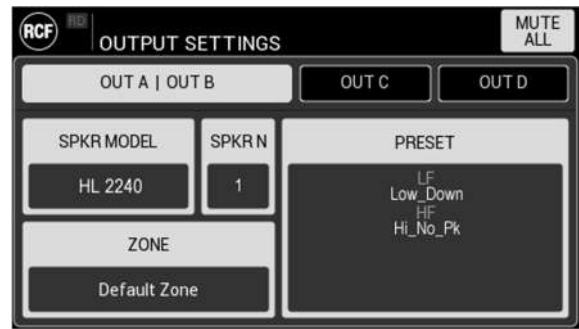 RCF
RD
OUTPUT SETTINGS
MUTE
ALL
OUT A | OUT B
OUT C
OUT D
SPKR MODEL
SPKR N
PRESET
HL 2240
1
LF
Low_Down
HF
Hi_No_Pk
ZONE
Default Zone